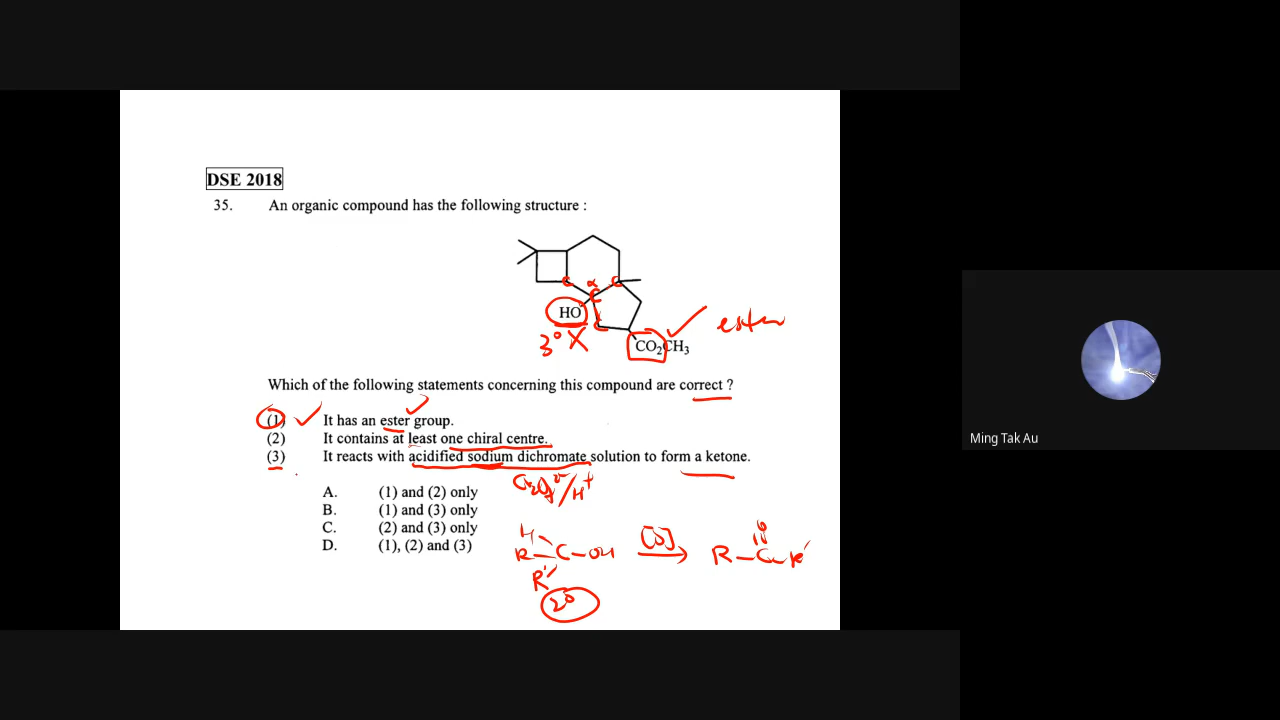 DSE 2018
35. An organic compound has the following structure :
C α C
C
HO
C
3° X
CO₂CH₃
ester
Which of the following statements concerning this compound are correct ?
(1) It has an ester group.
(2) It contains at least one chiral centre.
(3) It reacts with acidified sodium dichromate solution to form a ketone.
Cr₂O₇²⁻/H⁺
A. (1) and (2) only
B. (1) and (3) only
C. (2) and (3) only
D. (1), (2) and (3)
H [O] O
R–C–OH R–C–R'
R'
2°
Ming Tak Au